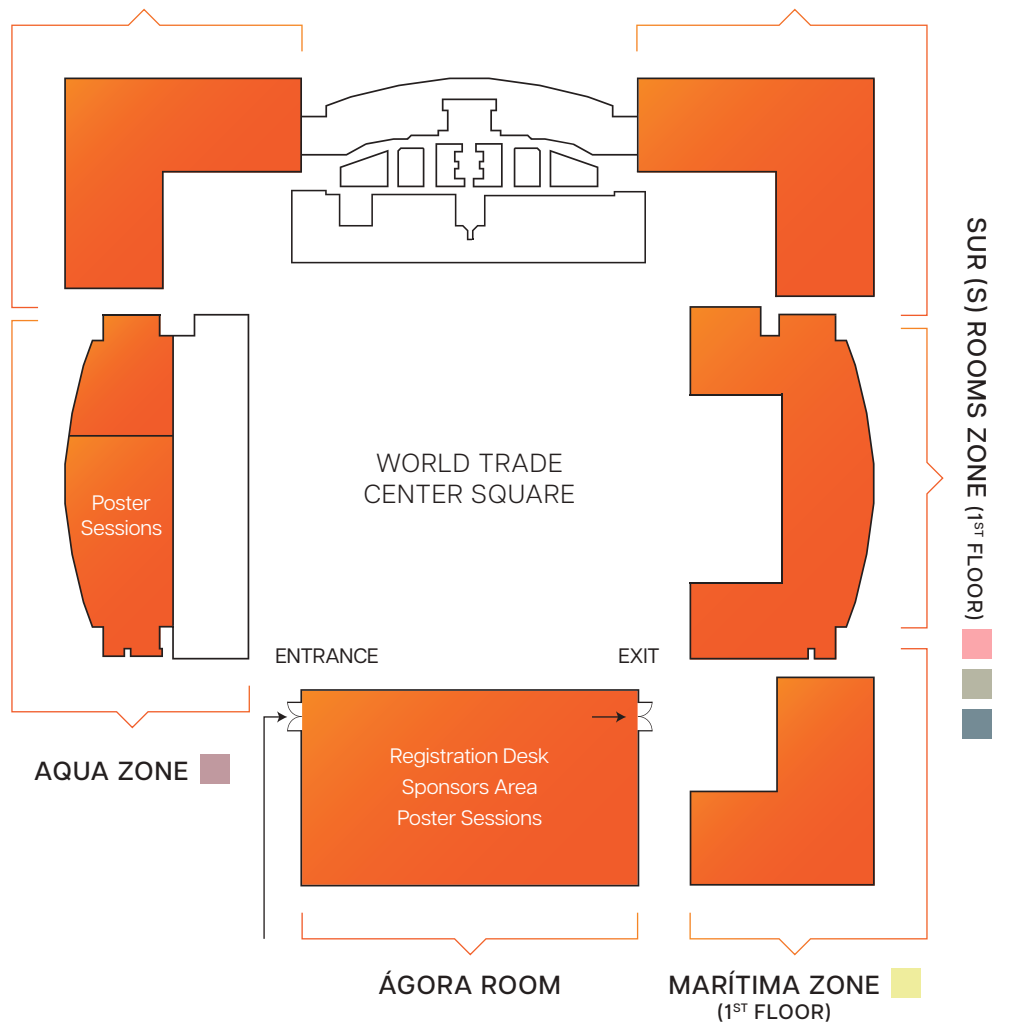 WORLD TRADE
CENTER SQUARE
SUR (S) ROOMS ZONE (1ST FLOOR)
Poster
Sessions
ENTRANCE
EXIT
Registration Desk
Sponsors Area
Poster Sessions
AQUA ZONE
ÁGORA ROOM
MARÍTIMA ZONE
(1ST FLOOR)